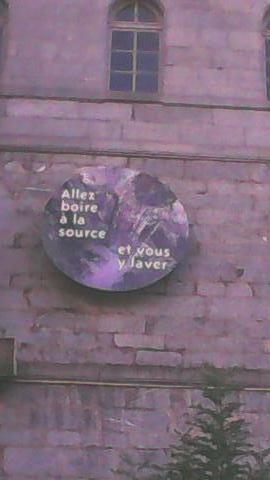 Allez
boire
à la
source
et vous
y laver